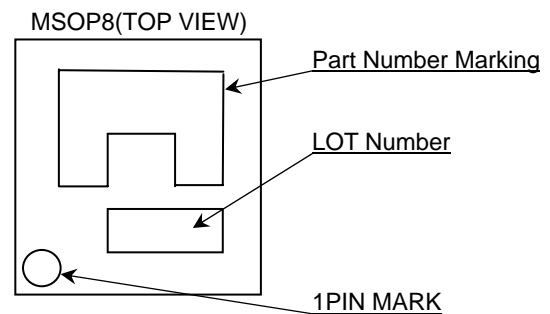 MSOP8(TOP VIEW)
Part Number Marking
LOT Number
1PIN MARK